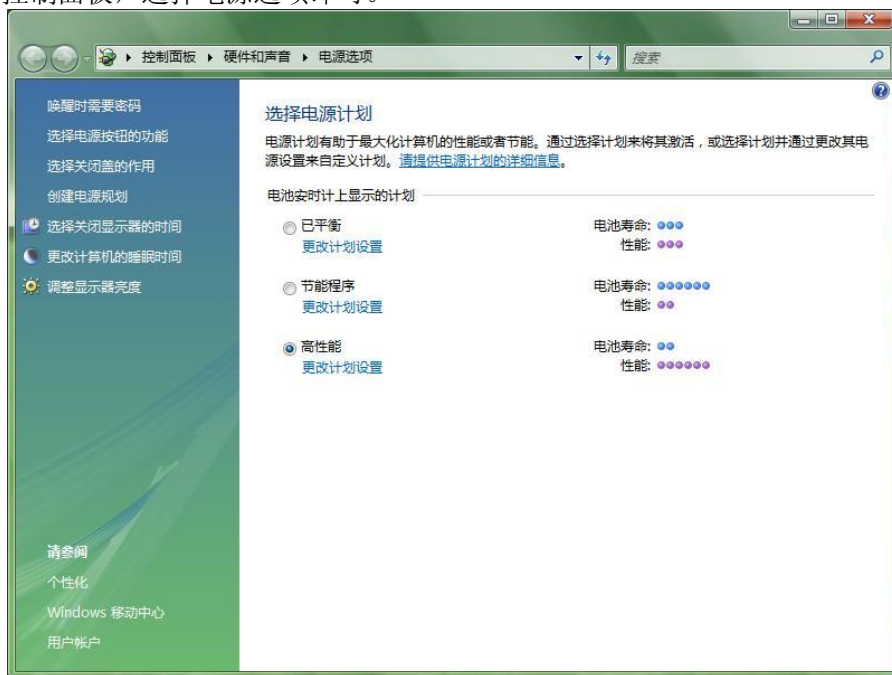 控制面板，选择电源选项即可。
控制面板 ▸ 硬件和声音 ▸ 电源选项
搜索
唤醒时需要密码
选择电源按钮的功能
选择关闭盖的作用
创建电源规划
选择关闭显示器的时间
更改计算机的睡眠时间
调整显示器亮度
选择电源计划
电源计划有助于最大化计算机的性能或者节能。通过选择计划来将其激活，或选择计划并通过更改其电
源设置来自定义计划。请提供电源计划的详细信息。
电池安时计上显示的计划
已平衡 电池寿命:
更改计划设置 性能:
节能程序 电池寿命:
更改计划设置 性能:
高性能 电池寿命:
更改计划设置 性能:
请参阅
个性化
Windows 移动中心
用户帐户